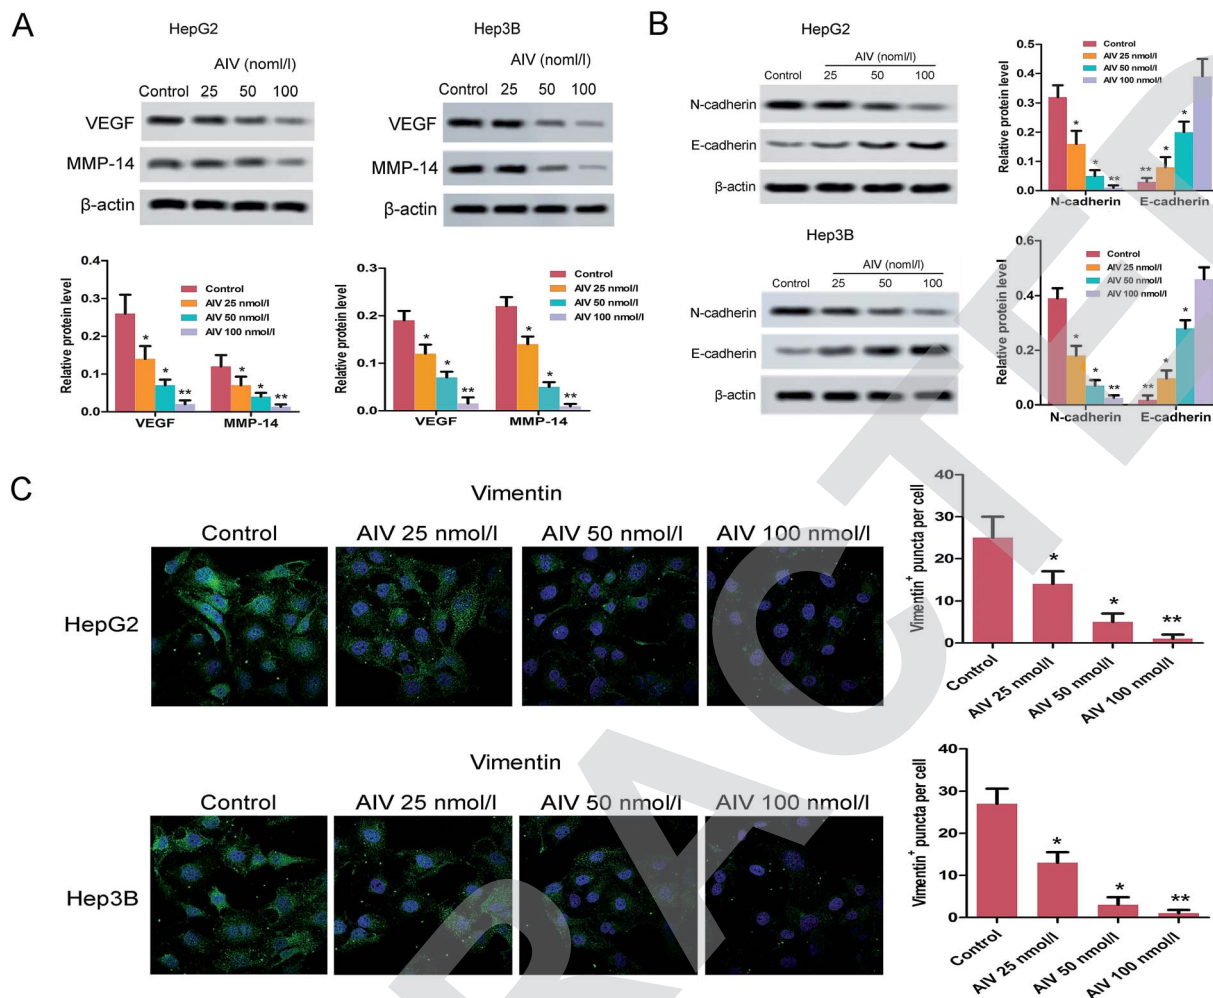 A
HepG2
AIV (noml/l)
Control 25 50 100
VEGF
MMP-14
β-actin
Hep3B
AIV (noml/l)
Control 25 50 100
VEGF
MMP-14
β-actin
Relative protein level
0.4
0.3
0.2
0.1
0.0
Control
AIV 25 nmol/l
AIV 50 nmol/l
AIV 100 nmol/l
* * ** * * **
VEGF MMP-14
Relative protein level
0.3
0.2
0.1
0.0
Control
AIV 25 nmol/l
AIV 50 nmol/l
AIV 100 nmol/l
* * ** * * **
VEGF MMP-14
B
HepG2
AIV (noml/l)
Control 25 50 100
N-cadherin
E-cadherin
β-actin
Relative protein level
0.5
0.4
0.3
0.2
0.1
0.0
Control
AIV 25 nmol/l
AIV 50 nmol/l
AIV 100 nmol/l
* * ** ** * *
N-cadherin E-cadherin
Hep3B
AIV (noml/l)
Control 25 50 100
N-cadherin
E-cadherin
β-actin
Relative protein level
0.6
0.4
0.2
0.0
Control
AIV 25 nmol/l
AIV 50 nmol/l
AIV 100 nmol/l
* * ** ** * *
N-cadherin E-cadherin
C
Vimentin
Control AIV 25 nmol/l AIV 50 nmol/l AIV 100 nmol/l
HepG2
Vimentin+ puncta per cell
40
30
20
10
0
* * **
Control AIV 25 nmol/l AIV 50 nmol/l AIV 100 nmol/l
Vimentin
Control AIV 25 nmol/l AIV 50 nmol/l AIV 100 nmol/l
Hep3B
Vimentin+ puncta per cell
40
30
20
10
0
* * **
Control AIV 25 nmol/l AIV 50 nmol/l AIV 100 nmol/l
RACTE